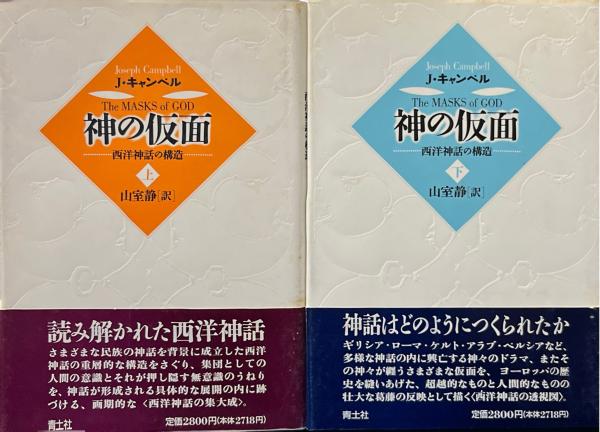 Joseph Campbell
J・キャンベル
The MASKS of GOD
神の仮面
西洋神話の構造
上
山室静[訳]
読み解かれた西洋神話
さまざまな民族の神話を背景に成立した西洋
神話の重層的な構造をさぐり、集団としての
人間の意識とそれが押し隠す無意識のうねり
を、神話が形成される具体的な展開の内に跡
づける、画期的な〈西洋神話の集大成〉。
青土社
定価2800円(本体2718円)
Joseph Campbell
J・キャンベル
The MASKS of GOD
神の仮面
西洋神話の構造
下
山室静[訳]
神話はどのようにつくられたか
ギリシア・ローマ・ケルト・アラブ・ペルシアなど、
多様な神話の内に興亡する神々のドラマ、またそ
の神々が纏うさまざまな仮面を、ヨーロッパの歴
史を縫いあげた、超越的なものと人間的なものの
壮大な葛藤の反映として描く〈西洋神話の透視図〉。
青土社
定価2800円(本体2718円)